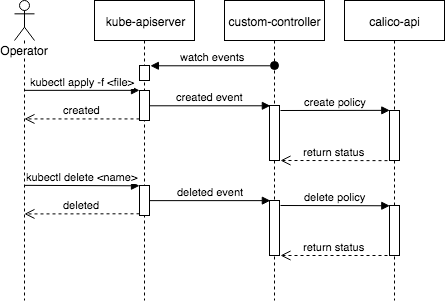 kube-apiserver
custom-controller
calico-api
Operator
watch events
kubectl apply -f <file>
created event
create policy
created
return status
kubectl delete <name>
deleted event
delete policy
deleted
return status